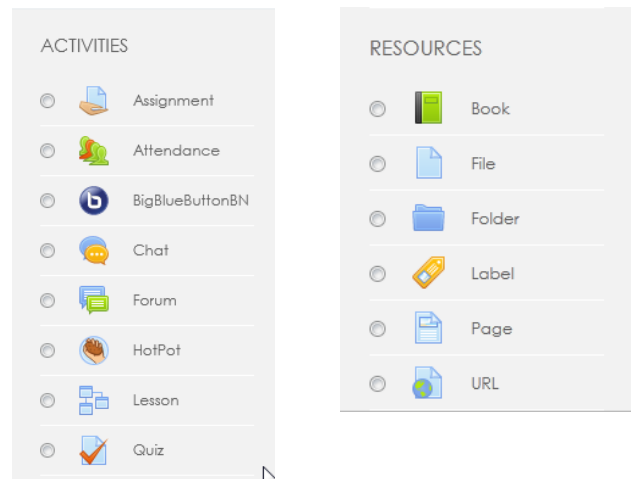 ACTIVITIES
Assignment
Attendance
BigBlueButtonBN
Chat
Forum
HotPot
Lesson
Quiz
RESOURCES
Book
File
Folder
Label
Page
URL